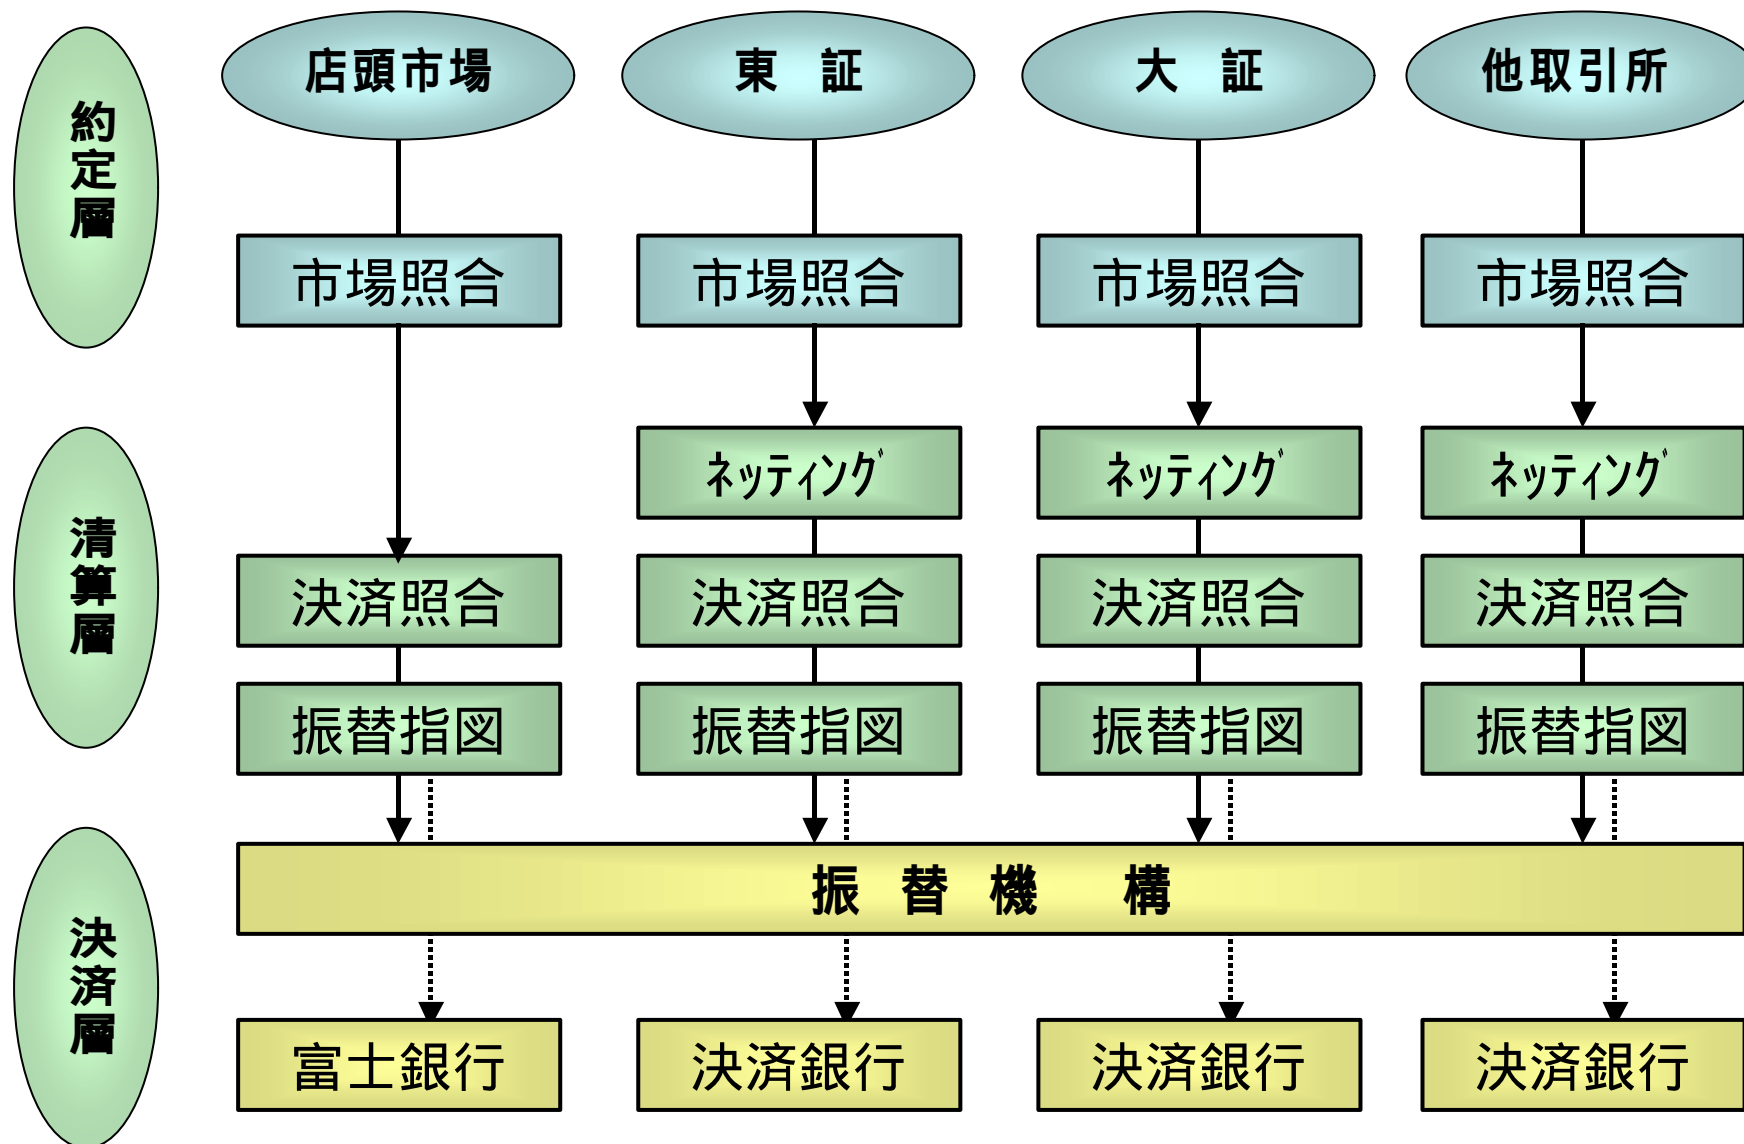 店頭市場
東 証
大 証
他取引所
約定層
市場照合
市場照合
市場照合
市場照合
ﾈｯﾃｨﾝｸﾞ
ﾈｯﾃｨﾝｸﾞ
ﾈｯﾃｨﾝｸﾞ
清算層
決済照合
決済照合
決済照合
決済照合
振替指図
振替指図
振替指図
振替指図
振 替 機 構
決済層
富士銀行
決済銀行
決済銀行
決済銀行